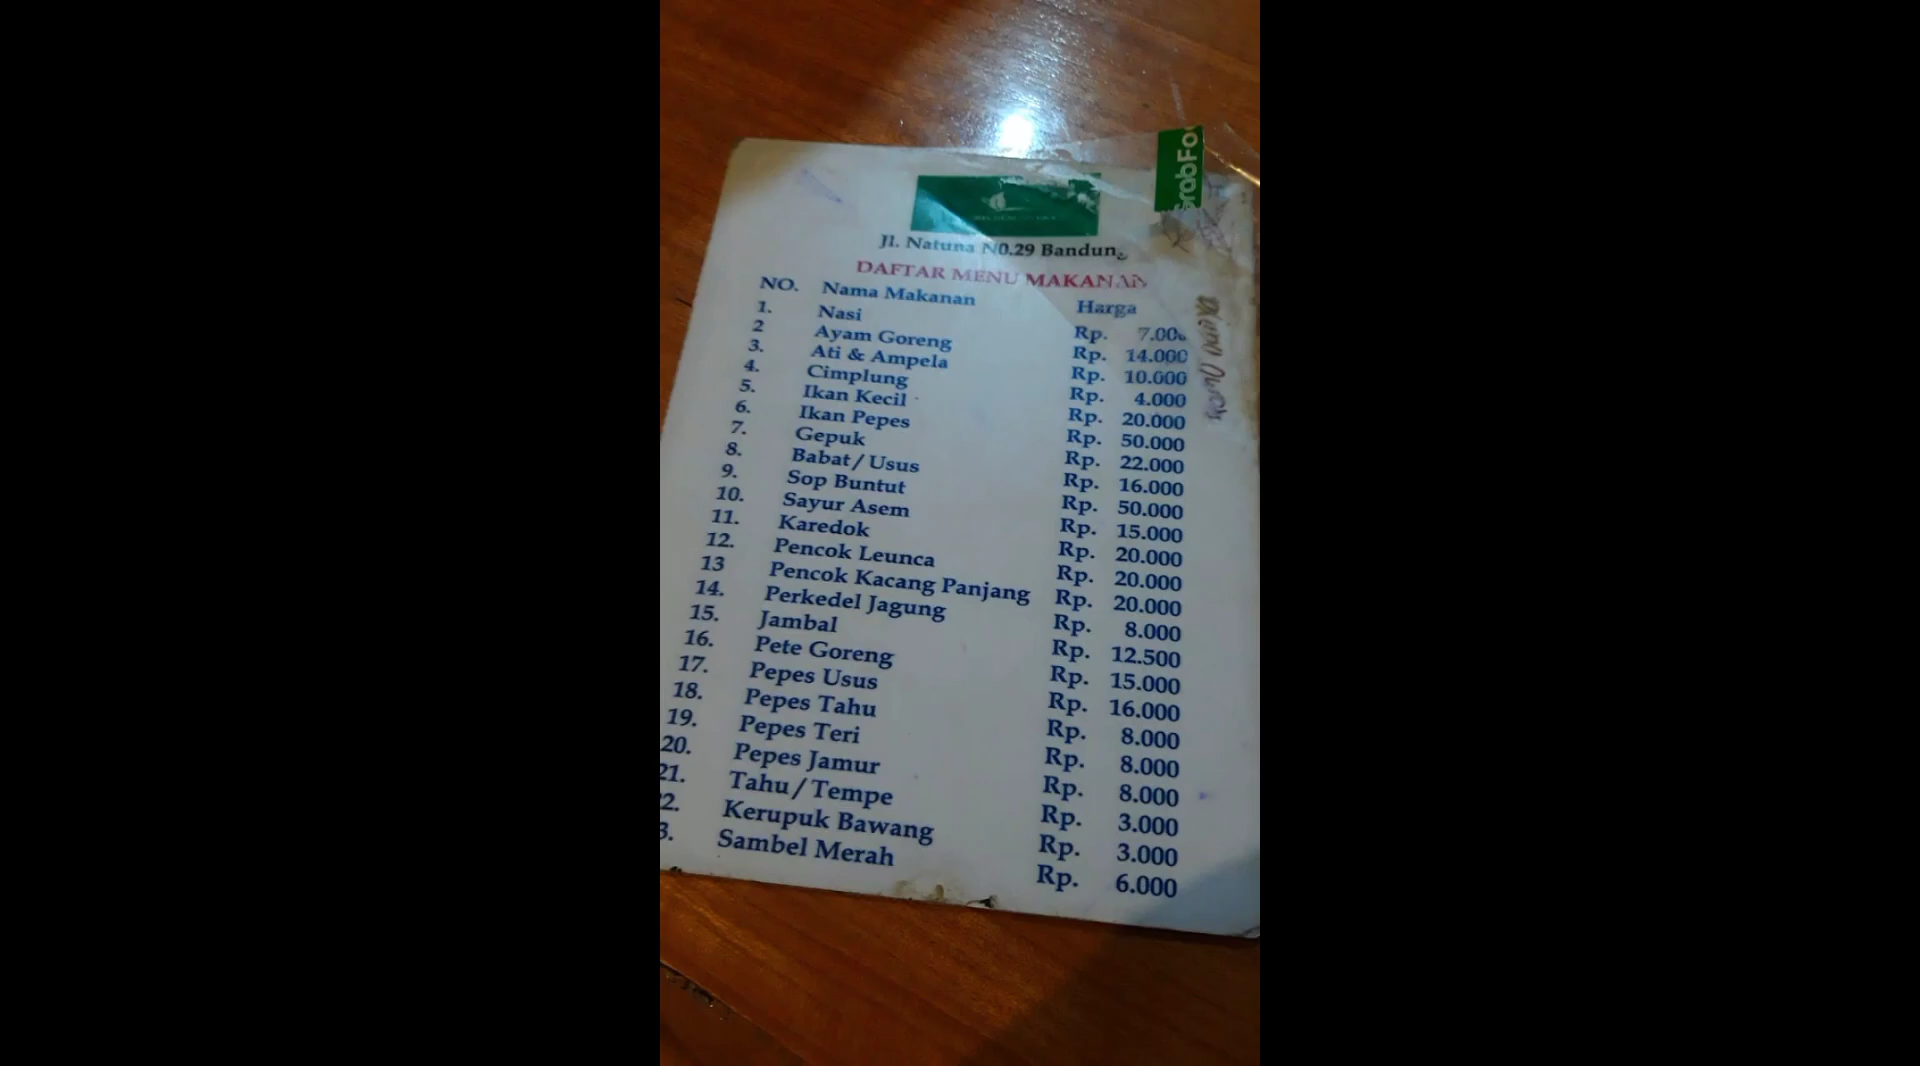 GrabFo
Jl. Natuna N0.29 Bandung
DAFTAR MENU MAKANAN
NO. Nama Makanan Harga
1. Nasi Rp. 7.000
2 Ayam Goreng Rp. 14.000
3. Ati & Ampela Rp. 10.000
4. Cimplung Rp. 4.000
5. Ikan Kecil Rp. 20.000
6. Ikan Pepes Rp. 50.000
7. Gepuk Rp. 22.000
8. Babat / Usus Rp. 16.000
9. Sop Buntut Rp. 50.000
10. Sayur Asem Rp. 15.000
11. Karedok Rp. 20.000
12. Pencok Leunca Rp. 20.000
13 Pencok Kacang Panjang Rp. 20.000
14. Perkedel Jagung Rp. 8.000
15. Jambal Rp. 12.500
16. Pete Goreng Rp. 15.000
17. Pepes Usus Rp. 16.000
18. Pepes Tahu Rp. 8.000
19. Pepes Teri Rp. 8.000
20. Pepes Jamur Rp. 8.000
21. Tahu / Tempe Rp. 3.000
2. Kerupuk Bawang Rp. 3.000
3. Sambel Merah Rp. 6.000